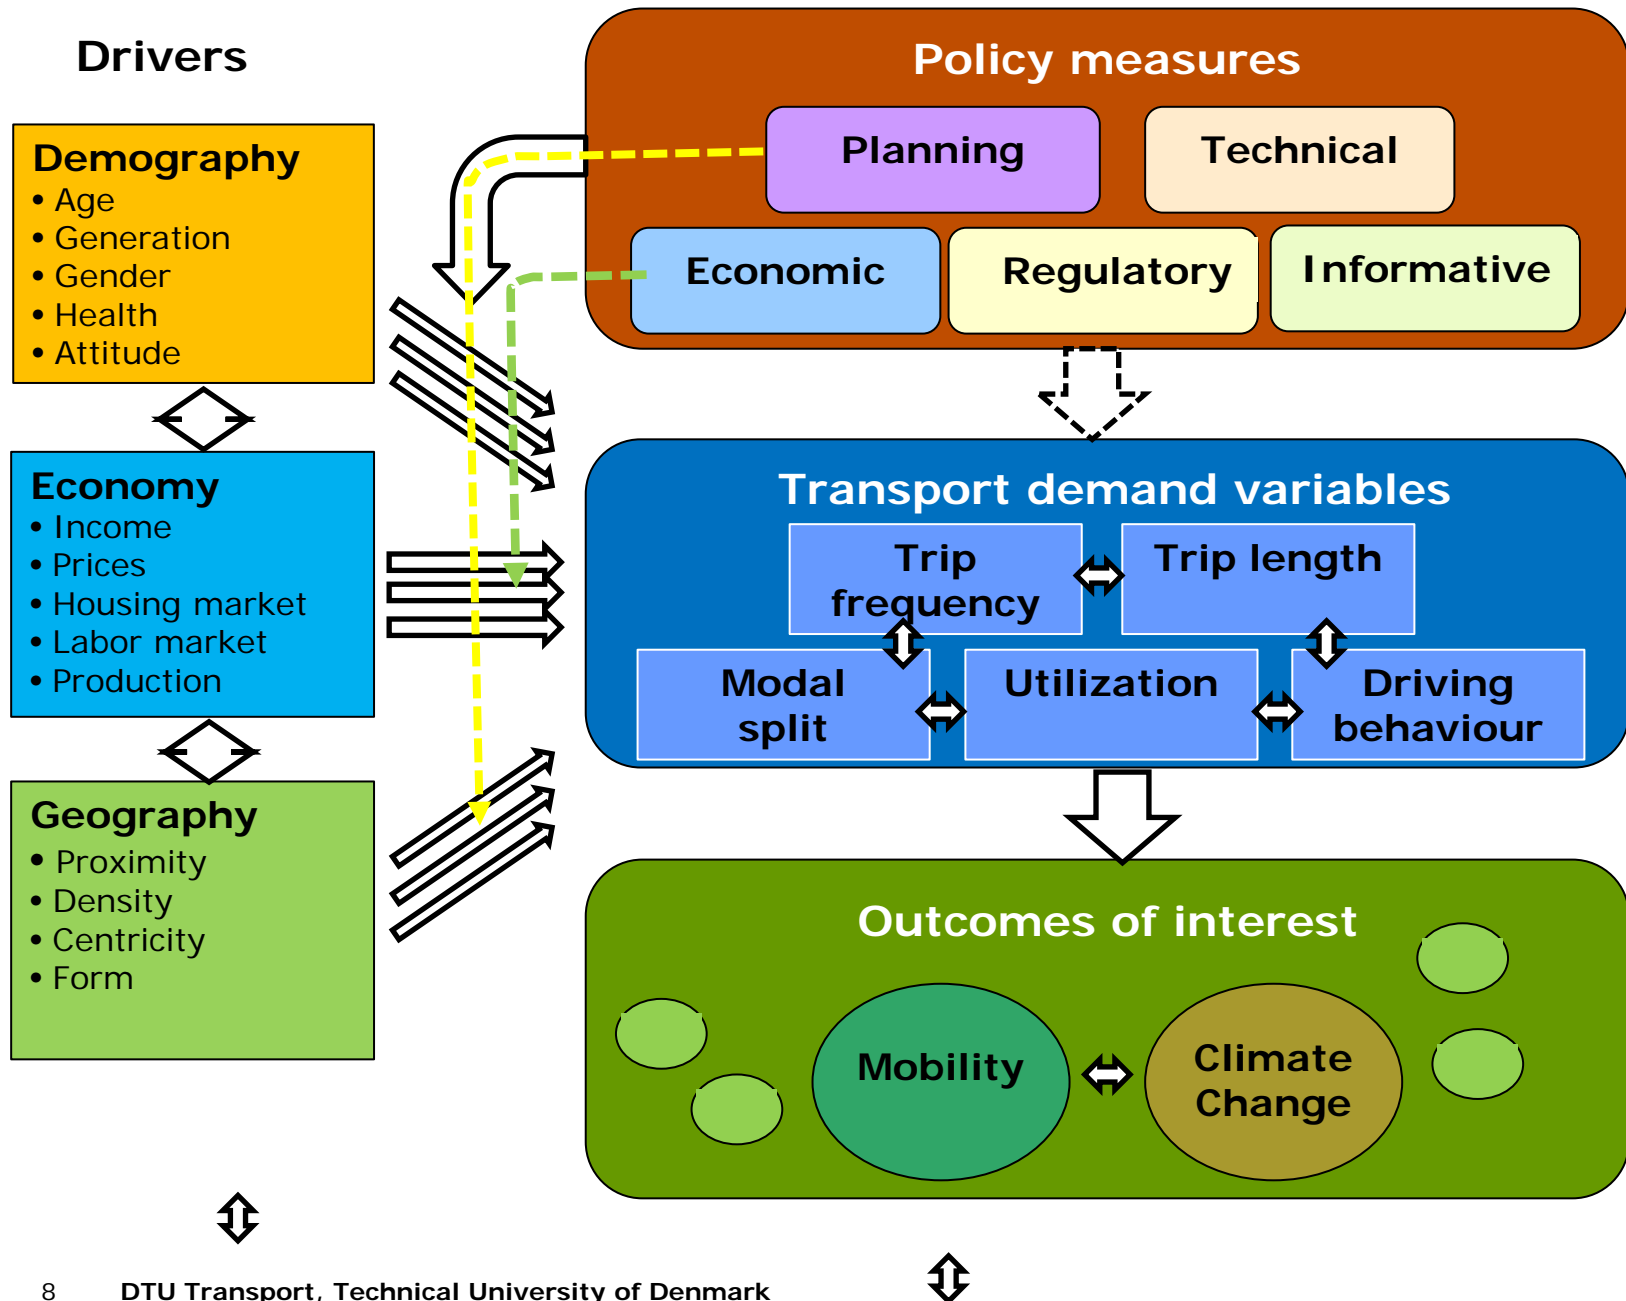 Drivers
Demography
• Age
• Generation
• Gender
• Health
• Attitude
Economy
• Income
• Prices
• Housing market
• Labor market
• Production
Geography
• Proximity
• Density
• Centricity
• Form
Policy measures
Planning
Technical
Economic
Regulatory
Informative
Transport demand variables
Trip
frequency
Trip length
Modal
split
Utilization
Driving
behaviour
Outcomes of interest
Mobility
Climate
Change
8 DTU Transport, Technical University of Denmark